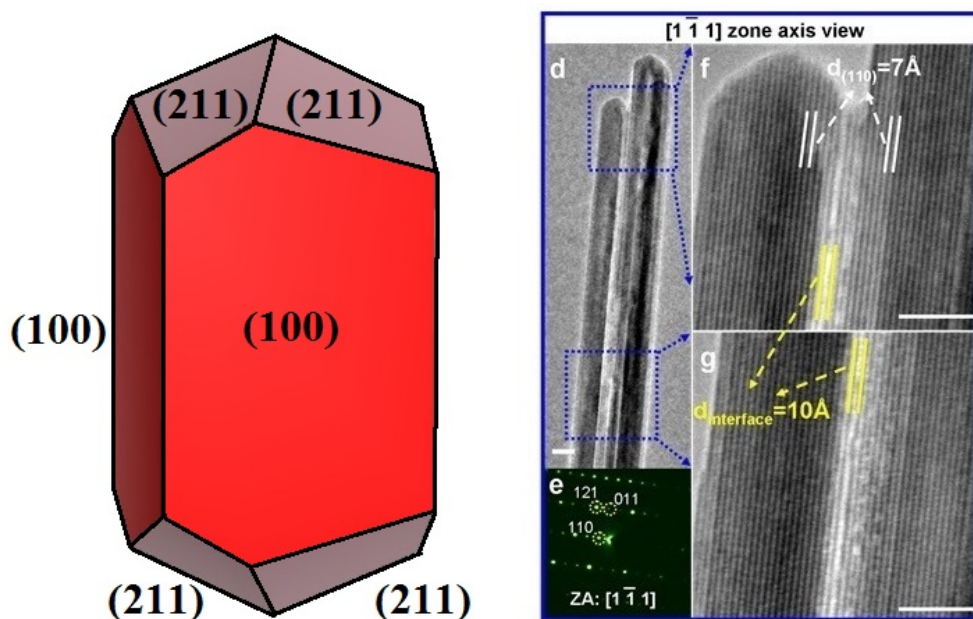 (211)
(211)
(100)
(100)
(211)
(211)
[1 1̅ 1] zone axis view
d
f
d(110)=7Å
g
dinterface=10Å
e
121
011
110
ZA: [1 1̅ 1]